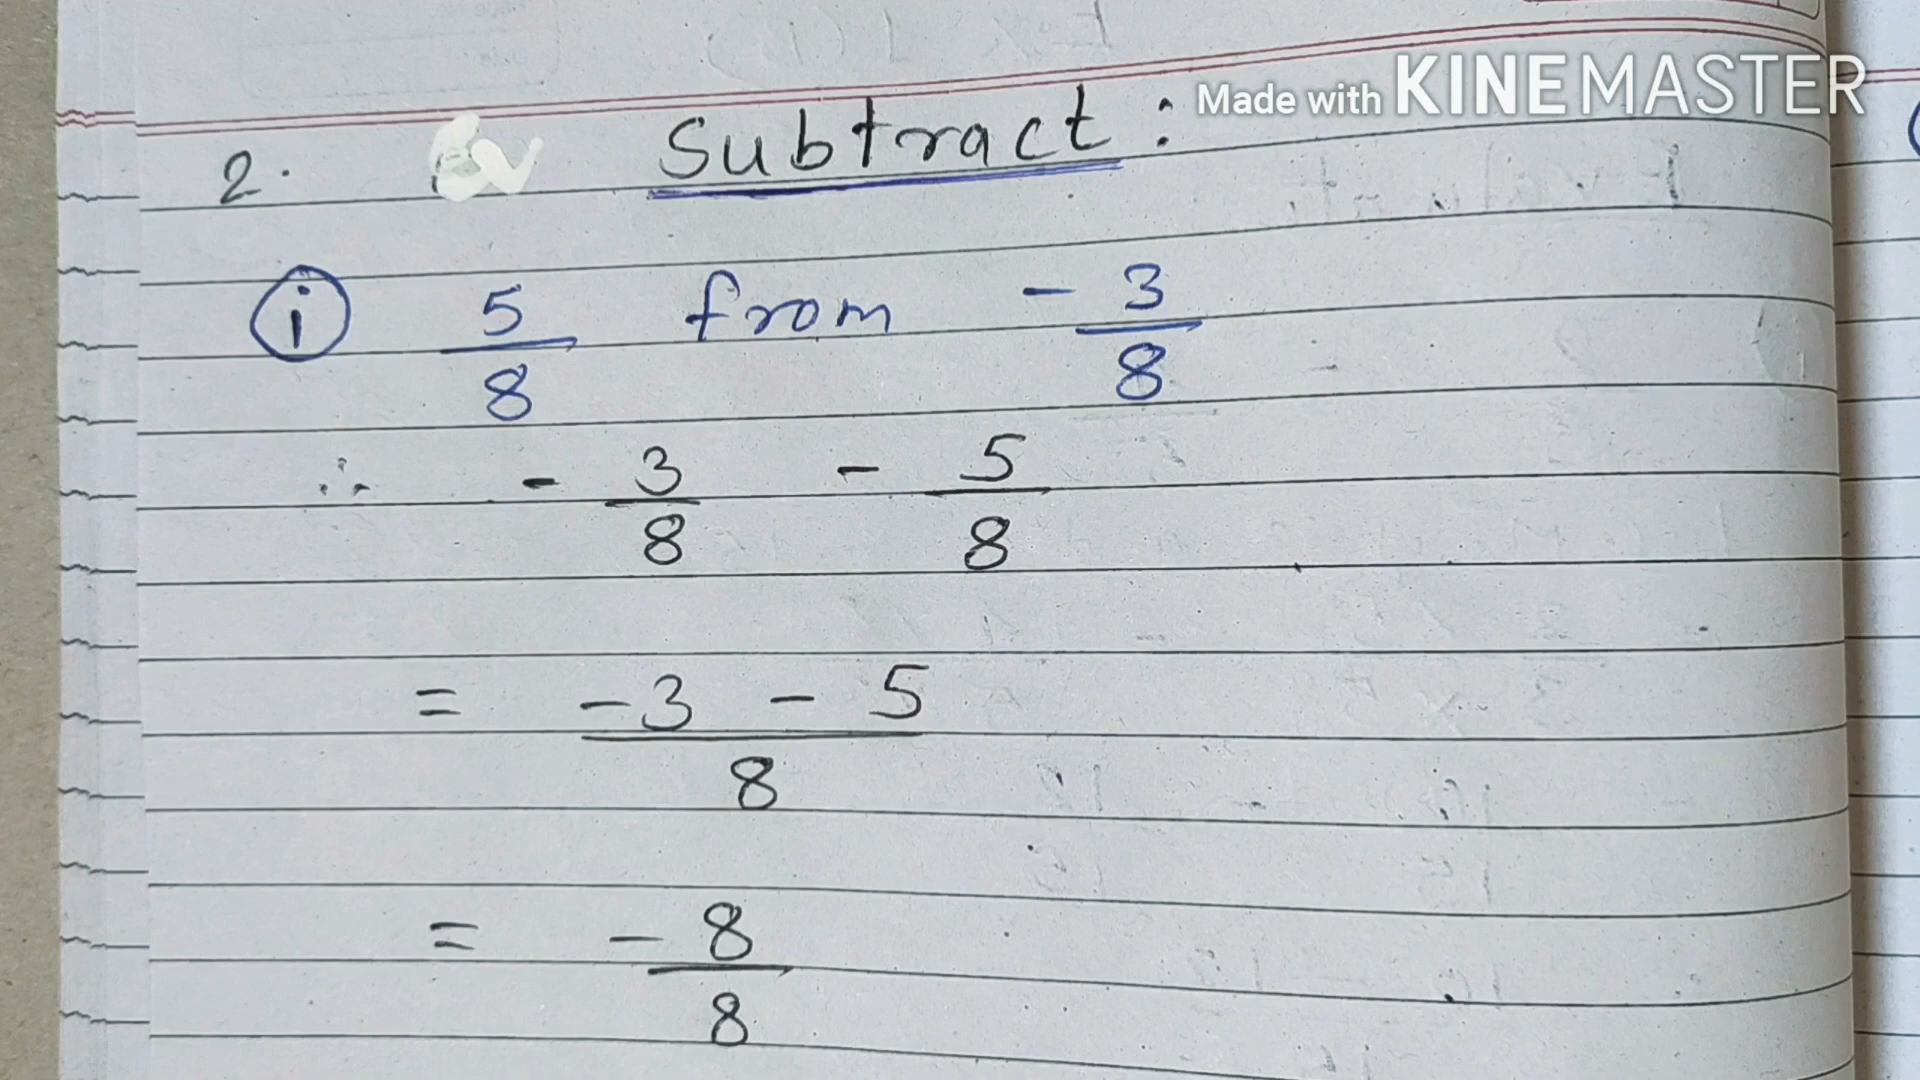 Made with KINEMASTER
2. Subtract :
(i) 5/8 from - 3/8
∴ - 3/8 - 5/8
= -3 - 5 / 8
= - 8/8